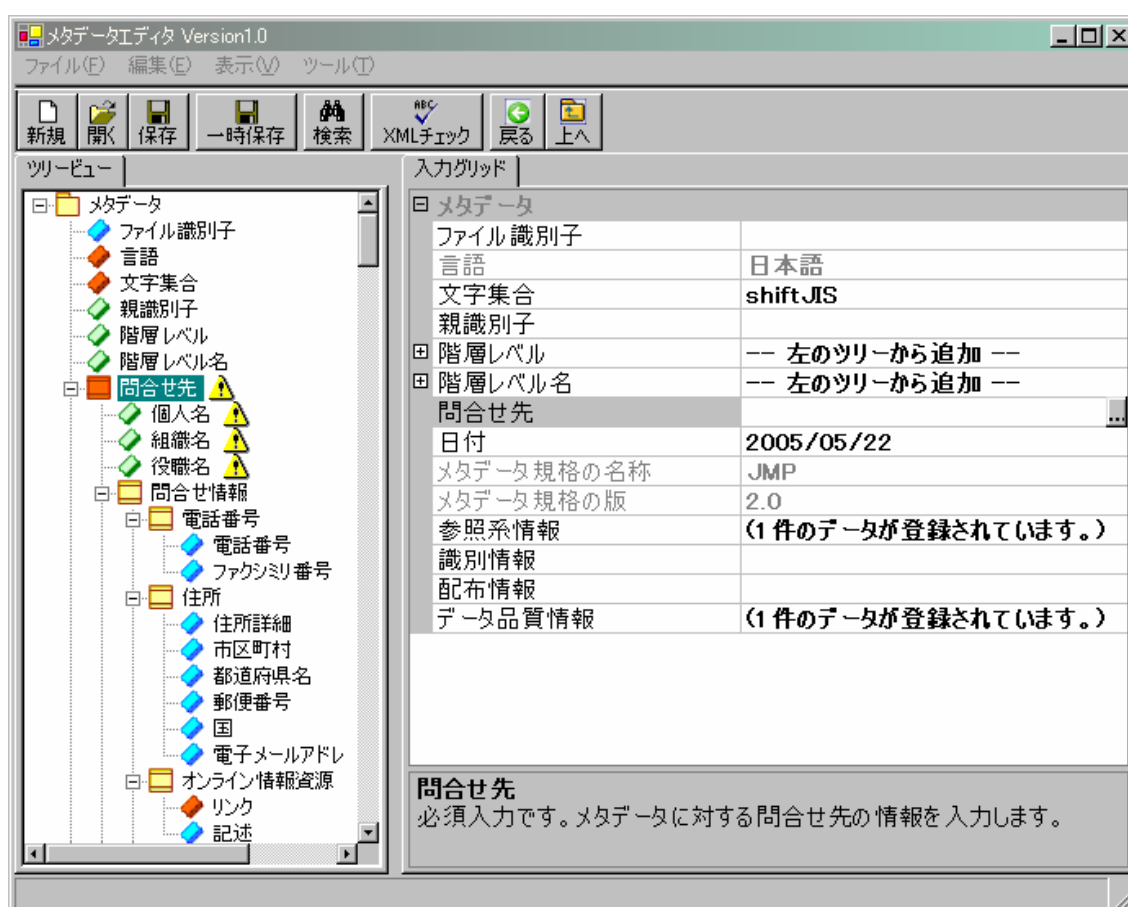 メタデータエディタ Version1.0
ファイル(F) 編集(E) 表示(V) ツール(T)
新規 開く 保存 一時保存 検索 XMLチェック 戻る 上へ
ツリービュー
メタデータ
ファイル識別子
言語
文字集合
親識別子
階層レベル
階層レベル名
問合せ先
個人名
組織名
役職名
問合せ情報
電話番号
電話番号
ファクシミリ番号
住所
住所詳細
市区町村
都道府県名
郵便番号
国
電子メールアドレ
オンライン情報資源
リンク
記述
入力グリッド
メタデータ
ファイル識別子
言語 日本語
文字集合 shiftJIS
親識別子
階層レベル -- 左のツリーから追加 --
階層レベル名 -- 左のツリーから追加 --
問合せ先 ...
日付 2005/05/22
メタデータ規格の名称 JMP
メタデータ規格の版 2.0
参照系情報 (1件のデータが登録されています。)
識別情報
配布情報
データ品質情報 (1件のデータが登録されています。)
問合せ先
必須入力です。メタデータに対する問合せ先の情報を入力します。